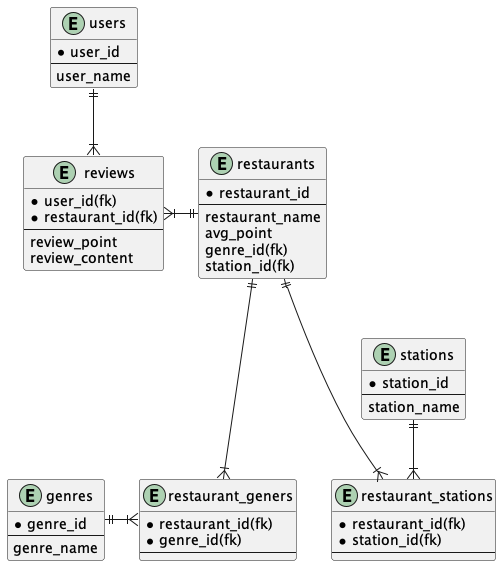 E users
* user_id
user_name
E reviews
* user_id(fk)
* restaurant_id(fk)
review_point
review_content
E restaurants
* restaurant_id
restaurant_name
avg_point
genre_id(fk)
station_id(fk)
E stations
* station_id
station_name
E genres
* genre_id
genre_name
E restaurant_geners
* restaurant_id(fk)
* genre_id(fk)
E restaurant_stations
* restaurant_id(fk)
* station_id(fk)